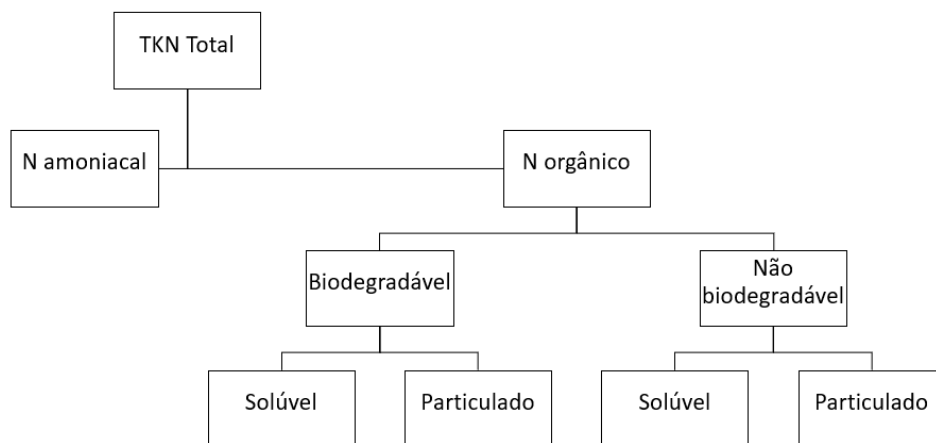 TKN Total
N amoniacal
N orgânico
Biodegradável
Não
biodegradável
Solúvel
Particulado
Solúvel
Particulado